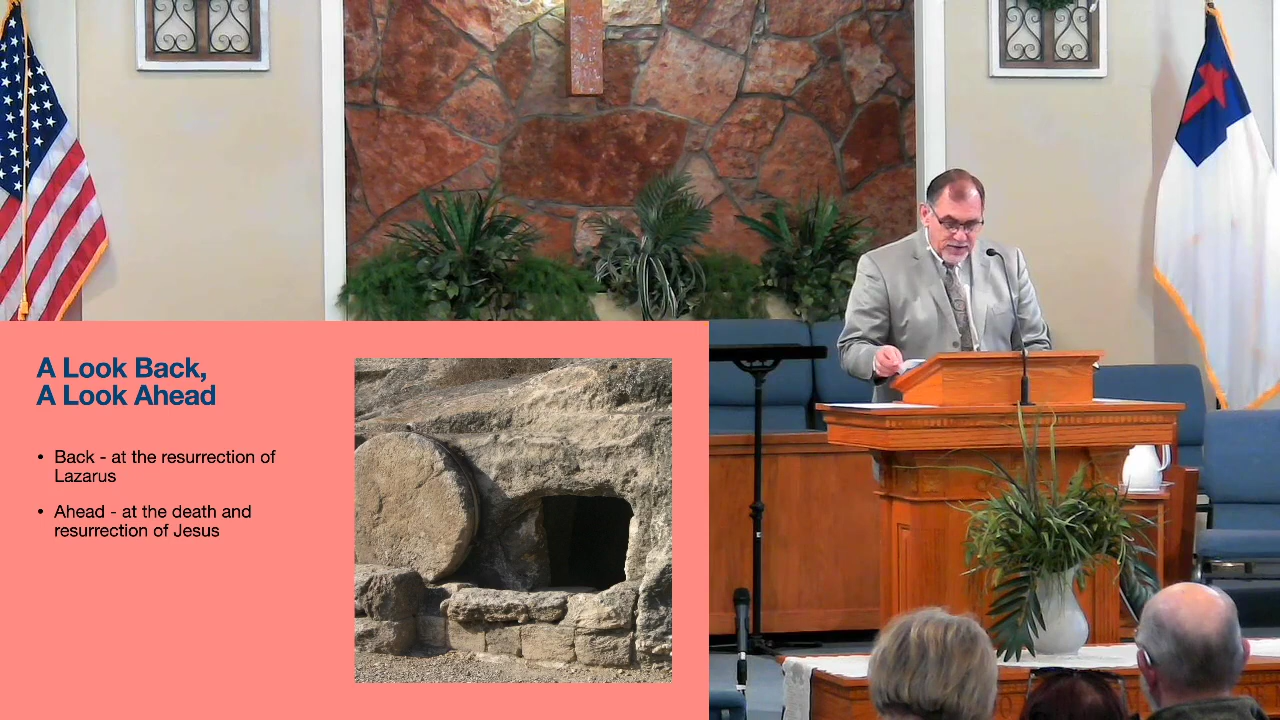 A Look Back,
A Look Ahead
• Back - at the resurrection of
Lazarus
• Ahead - at the death and
resurrection of Jesus